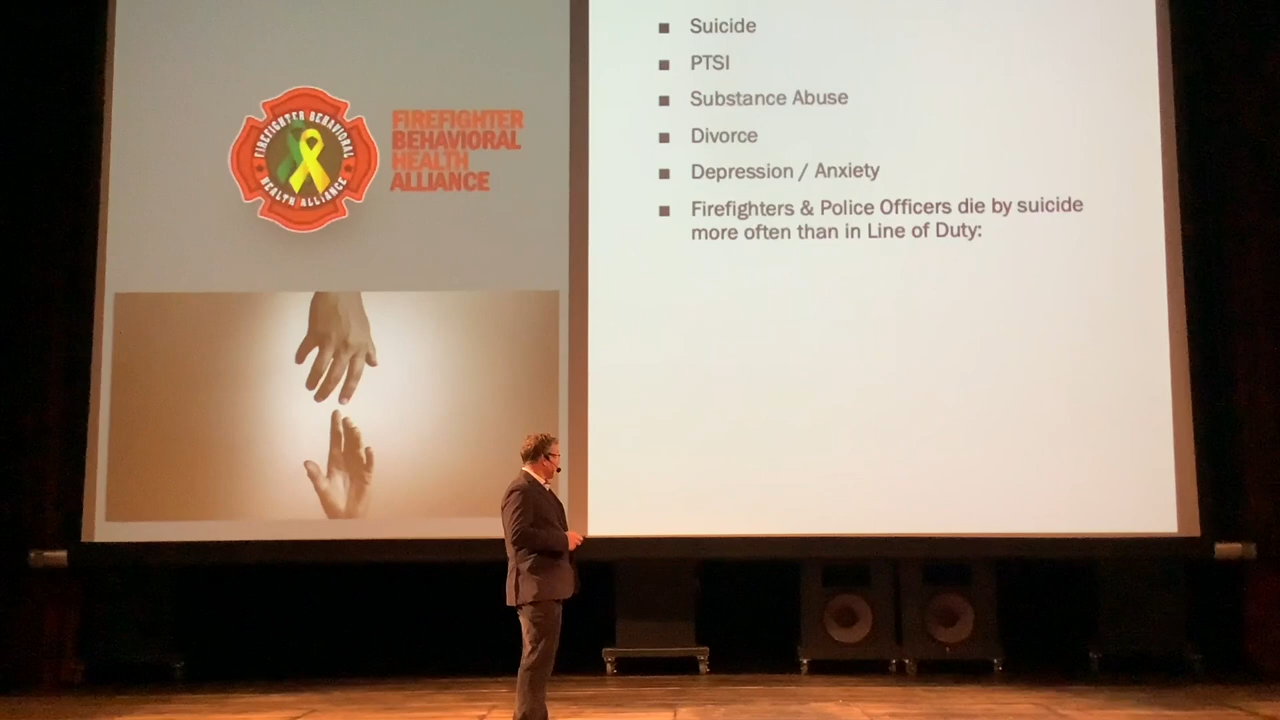 FIREFIGHTER BEHAVIORAL
HEALTH ALLIANCE
FIREFIGHTER
BEHAVIORAL
HEALTH
ALLIANCE
Suicide
PTSI
Substance Abuse
Divorce
Depression / Anxiety
Firefighters & Police Officers die by suicide
more often than in Line of Duty: